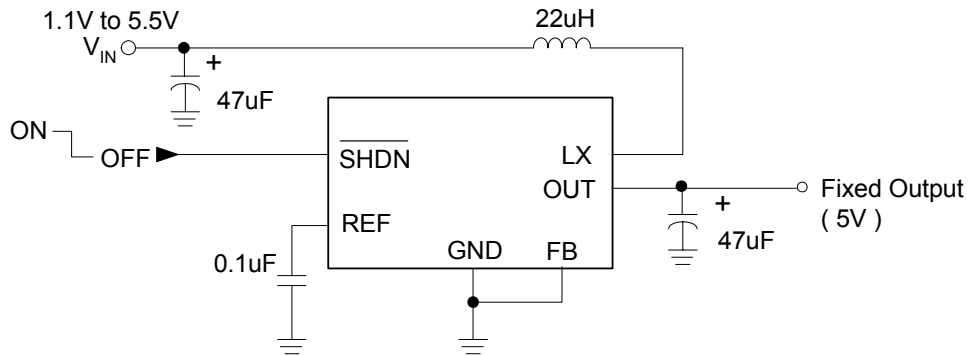 1.1V to 5.5V
22uH
VIN
+
47uF
ON
OFF
SHDN
LX
OUT
Fixed Output
( 5V )
+
47uF
REF
0.1uF
GND
FB